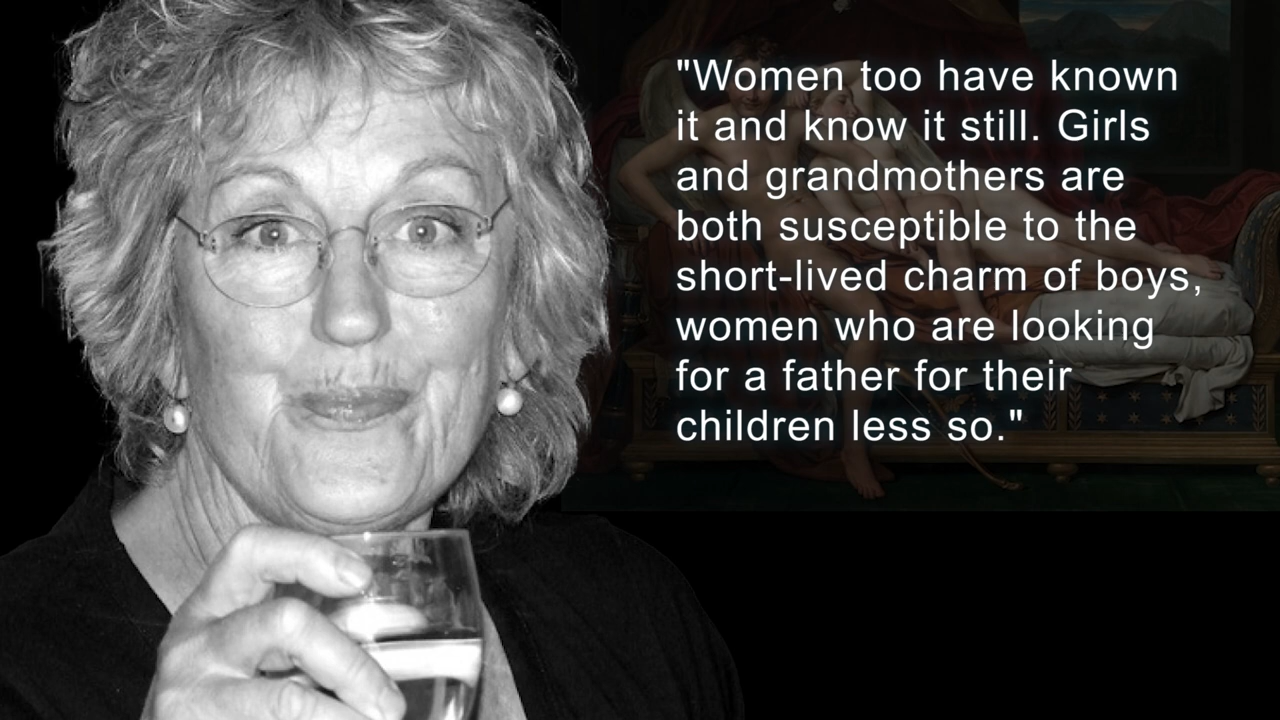 "Women too have known
it and know it still. Girls
and grandmothers are
both susceptible to the
short-lived charm of boys,
women who are looking
for a father for their
children less so."